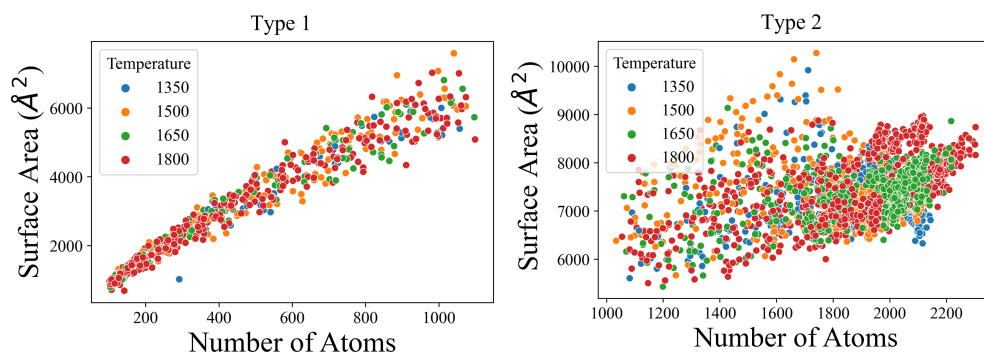 Type 1
Surface Area (Å²)
6000
4000
2000
Temperature
1350
1500
1650
1800
200 400 600 800 1000
Number of Atoms
Type 2
Surface Area (Å²)
10000
9000
8000
7000
6000
Temperature
1350
1500
1650
1800
1000 1200 1400 1600 1800 2000 2200
Number of Atoms